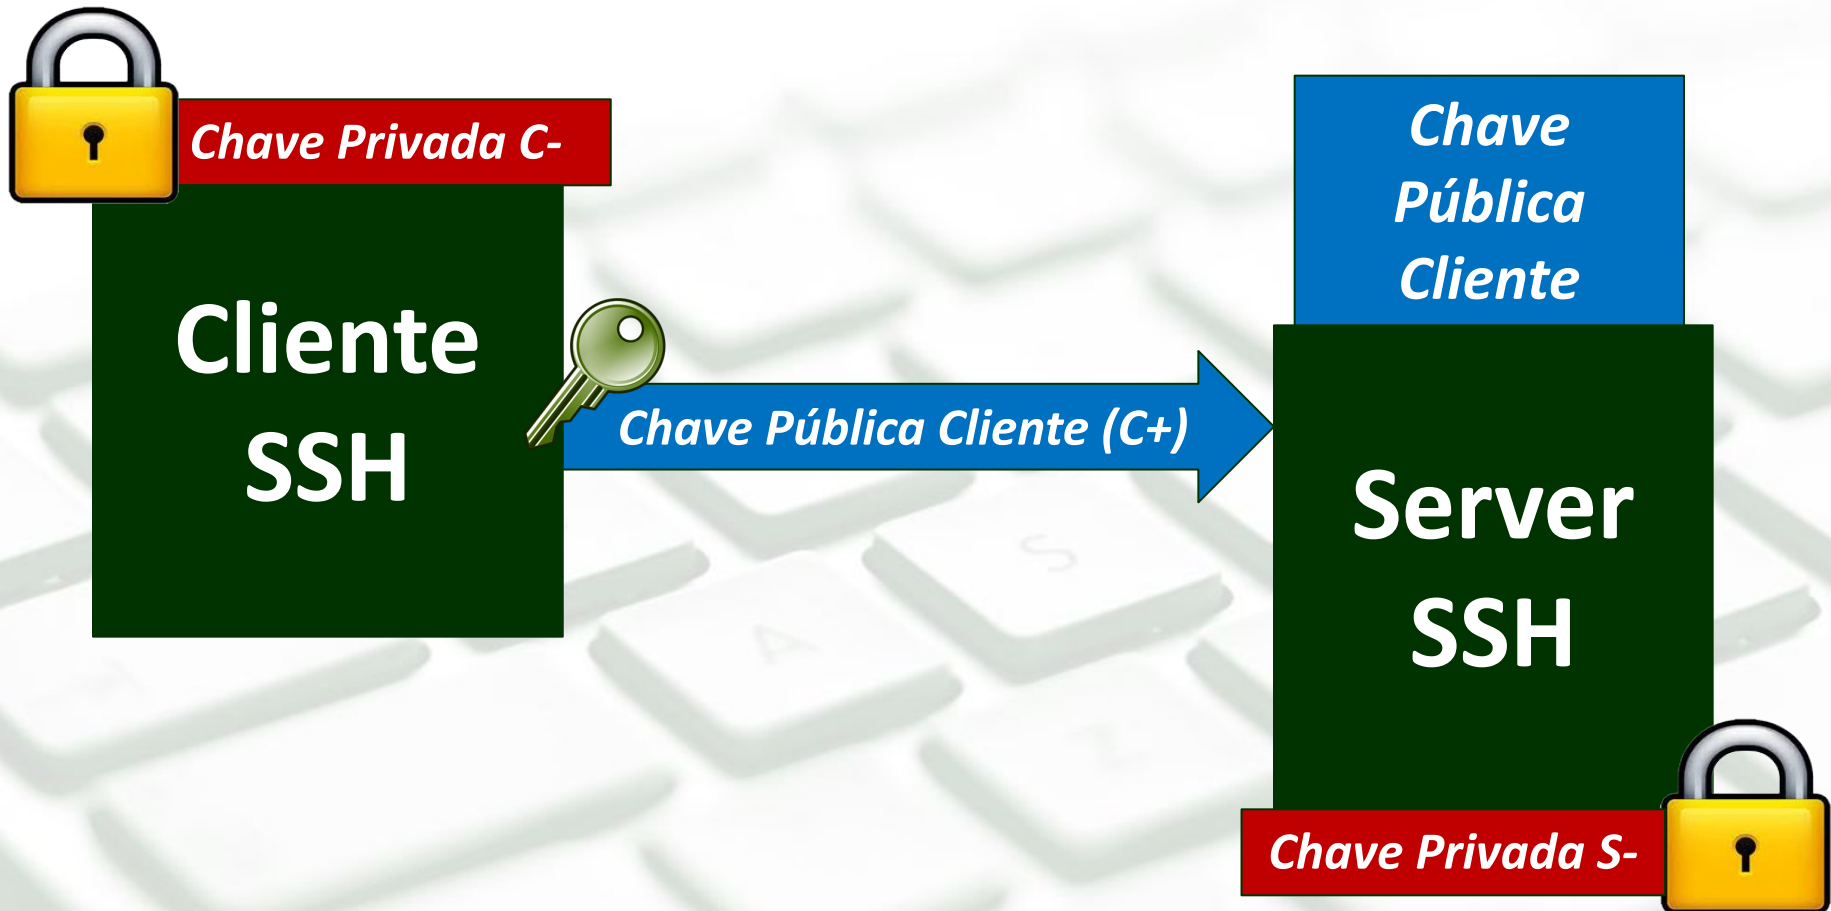 Chave Privada C-
Cliente
SSH
Chave Pública Cliente (C+)
Chave
Pública
Cliente
Server
SSH
Chave Privada S-
S
A
Z